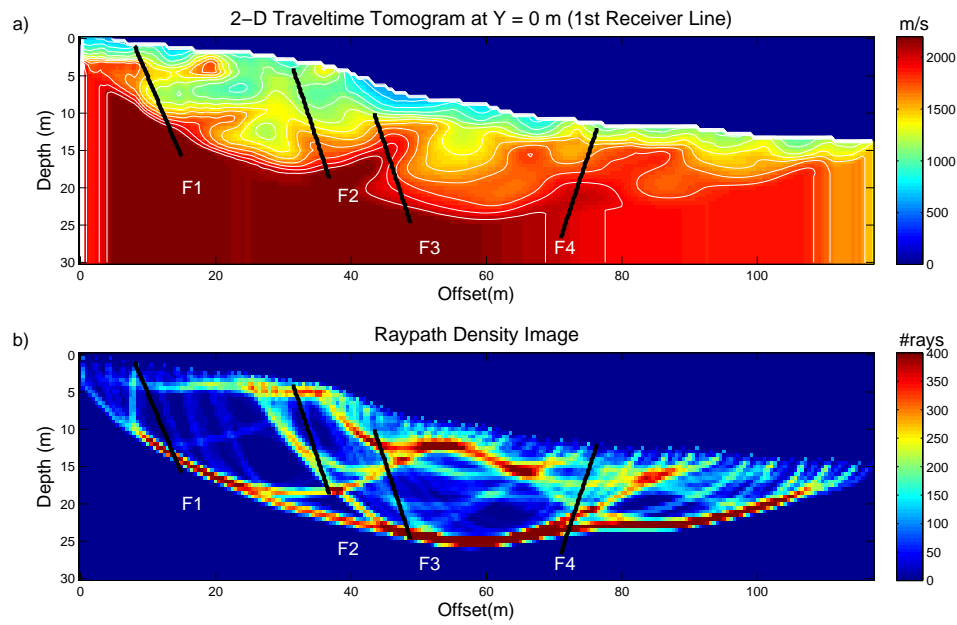 a)
2−D Traveltime Tomogram at Y = 0 m (1st Receiver Line)
m/s
0
5
10
15
20
25
30
Depth (m)
F1
F2
F3
F4
0
20
40
60
80
100
Offset(m)
2000
1500
1000
500
0
b)
Raypath Density Image
#rays
0
5
10
15
20
25
30
Depth (m)
F1
F2
F3
F4
0
20
40
60
80
100
Offset(m)
400
350
300
250
200
150
100
50
0